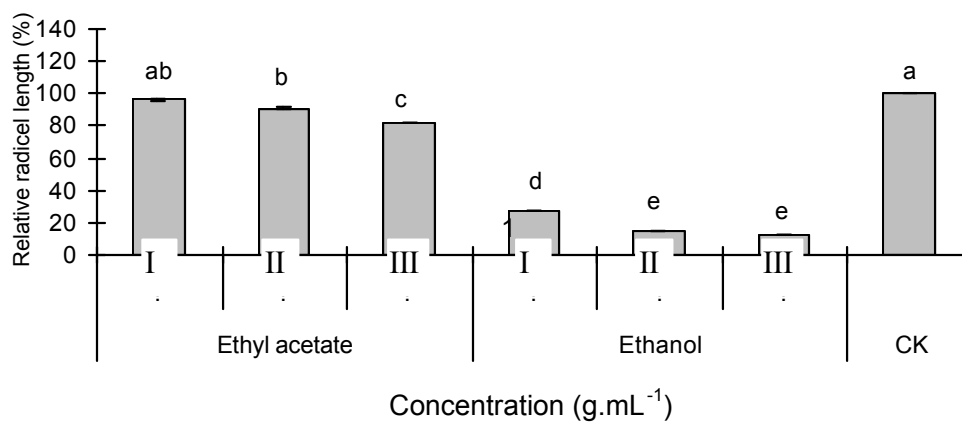 Relative radicel length (%)
140
120
100
80
60
40
20
0
ab
b
c
d
e
e
a
I
II
III
I
II
III
Ethyl acetate
Ethanol
CK
Concentration (g.mL⁻¹)